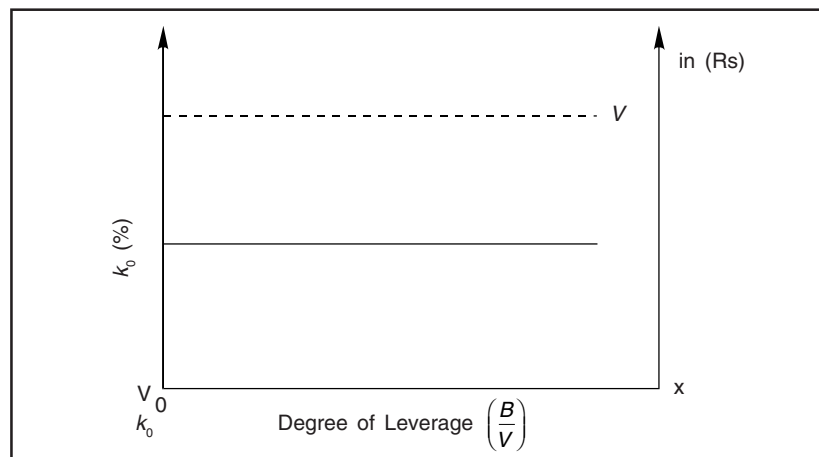 in (Rs)
V
k₀ (%)
V
0
k₀
x
Degree of Leverage (B/V)